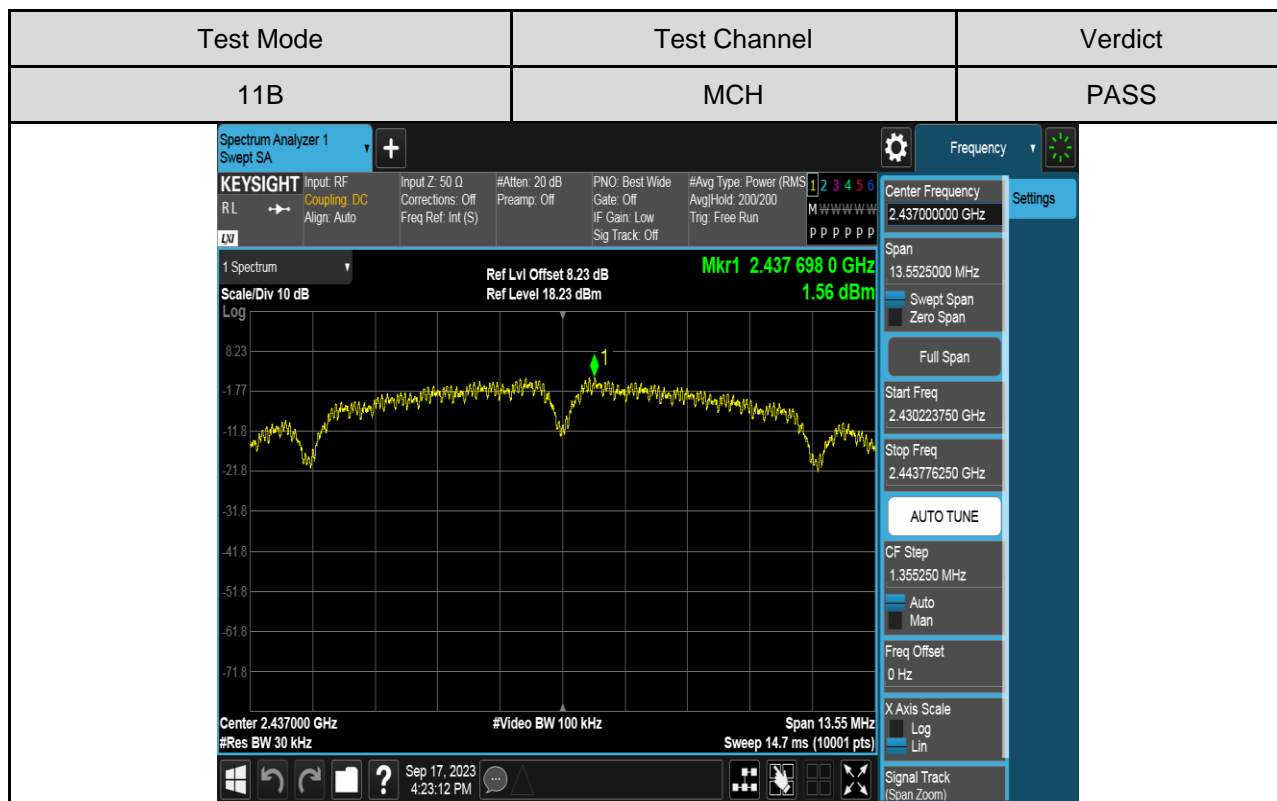 Test Mode Test Channel Verdict
11B MCH PASS
Spectrum Analyzer 1
Swept SA
Frequency
KEYSIGHT
RL
LXI
Input: RF
Coupling: DC
Align: Auto
Input Z: 50 Ω
Corrections: Off
Freq Ref: Int (S)
#Atten: 20 dB
Preamp: Off
PNO: Best Wide
Gate: Off
IF Gain: Low
Sig Track: Off
#Avg Type: Power (RMS
Avg|Hold: 200/200
Trig: Free Run
1 2 3 4 5 6
M W W W W W
P P P P P P
1 Spectrum
Scale/Div 10 dB
Log
Ref Lvl Offset 8.23 dB
Ref Level 18.23 dBm
Mkr1 2.437 698 0 GHz
1.56 dBm
1
8.23
-1.77
-11.8
-21.8
-31.8
-41.8
-51.8
-61.8
-71.8
Center 2.437000 GHz
#Res BW 30 kHz
#Video BW 100 kHz
Span 13.55 MHz
Sweep 14.7 ms (10001 pts)
Center Frequency
2.437000000 GHz
Settings
Span
13.5525000 MHz
Swept Span
Zero Span
Full Span
Start Freq
2.430223750 GHz
Stop Freq
2.443776250 GHz
AUTO TUNE
CF Step
1.355250 MHz
Auto
Man
Freq Offset
0 Hz
X Axis Scale
Log
Lin
Signal Track
(Span Zoom)
?
Sep 17, 2023
4:23:12 PM